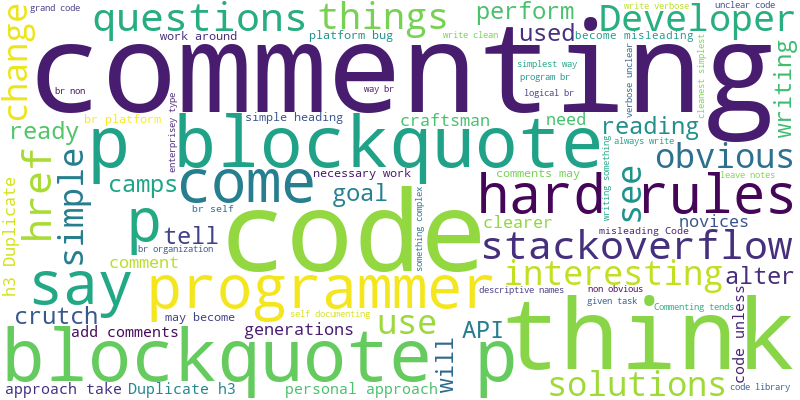 grand code
questions
things
perform
Developer
write verbose
unclear code
change
work around
platform bug
used
become misleading
commenting
simplest way
program br
logical br
br non
way br
verbose unclear
cleanest simplest
writing
enterprisey type
br platform
simple heading
craftsman
need
reading
always write
ready
p blockquote
obvious
href
simple
camps
come
necessary work
goal
comments may
hard rules
see
writing something
leave notes
br self
clearer
novices
p
tell
code
something complex
misleading Code
br organization
stackoverflow
h3 Duplicate
comment
say
programmer
interesting
alter
descriptive names
non obvious
given task
Commenting tends
code unless
crutch
may become
self documenting
use
API
think
add comments
generations
blockquote p
will
solutions
approach take
Duplicate h3
personal approach
code library
write clean